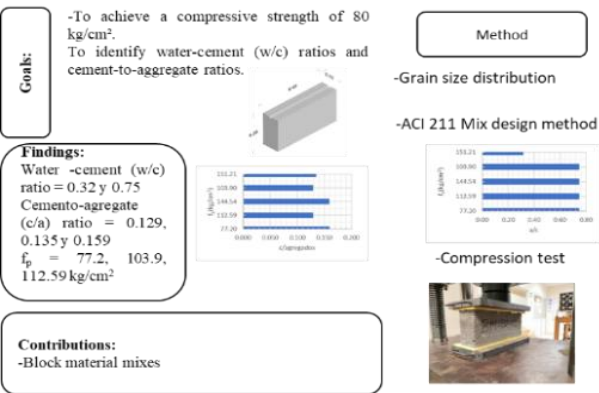 Goals:
-To achieve a compressive strength of 80
kg/cm².
To identify water-cement (w/c) ratios and
cement-to-aggregate ratios.
Findings:
Water -cement (w/c)
ratio = 0.32 y 0.75
Cemento-agregate
(c/a) ratio = 0.129,
0.135 y 0.159
fp = 77.2, 103.9,
112.59 kg/cm²
151.21
103.90
144.54
112.59
77.20
0.000 0.050 0.100 0.150 0.200
c/agregados
Contributions:
-Block material mixes
Method
-Grain size distribution
-ACI 211 Mix design method
151.21
103.90
144.54
112.59
77.20
0.00 0.20 0.40 0.60 0.80
a/c
-Compression test